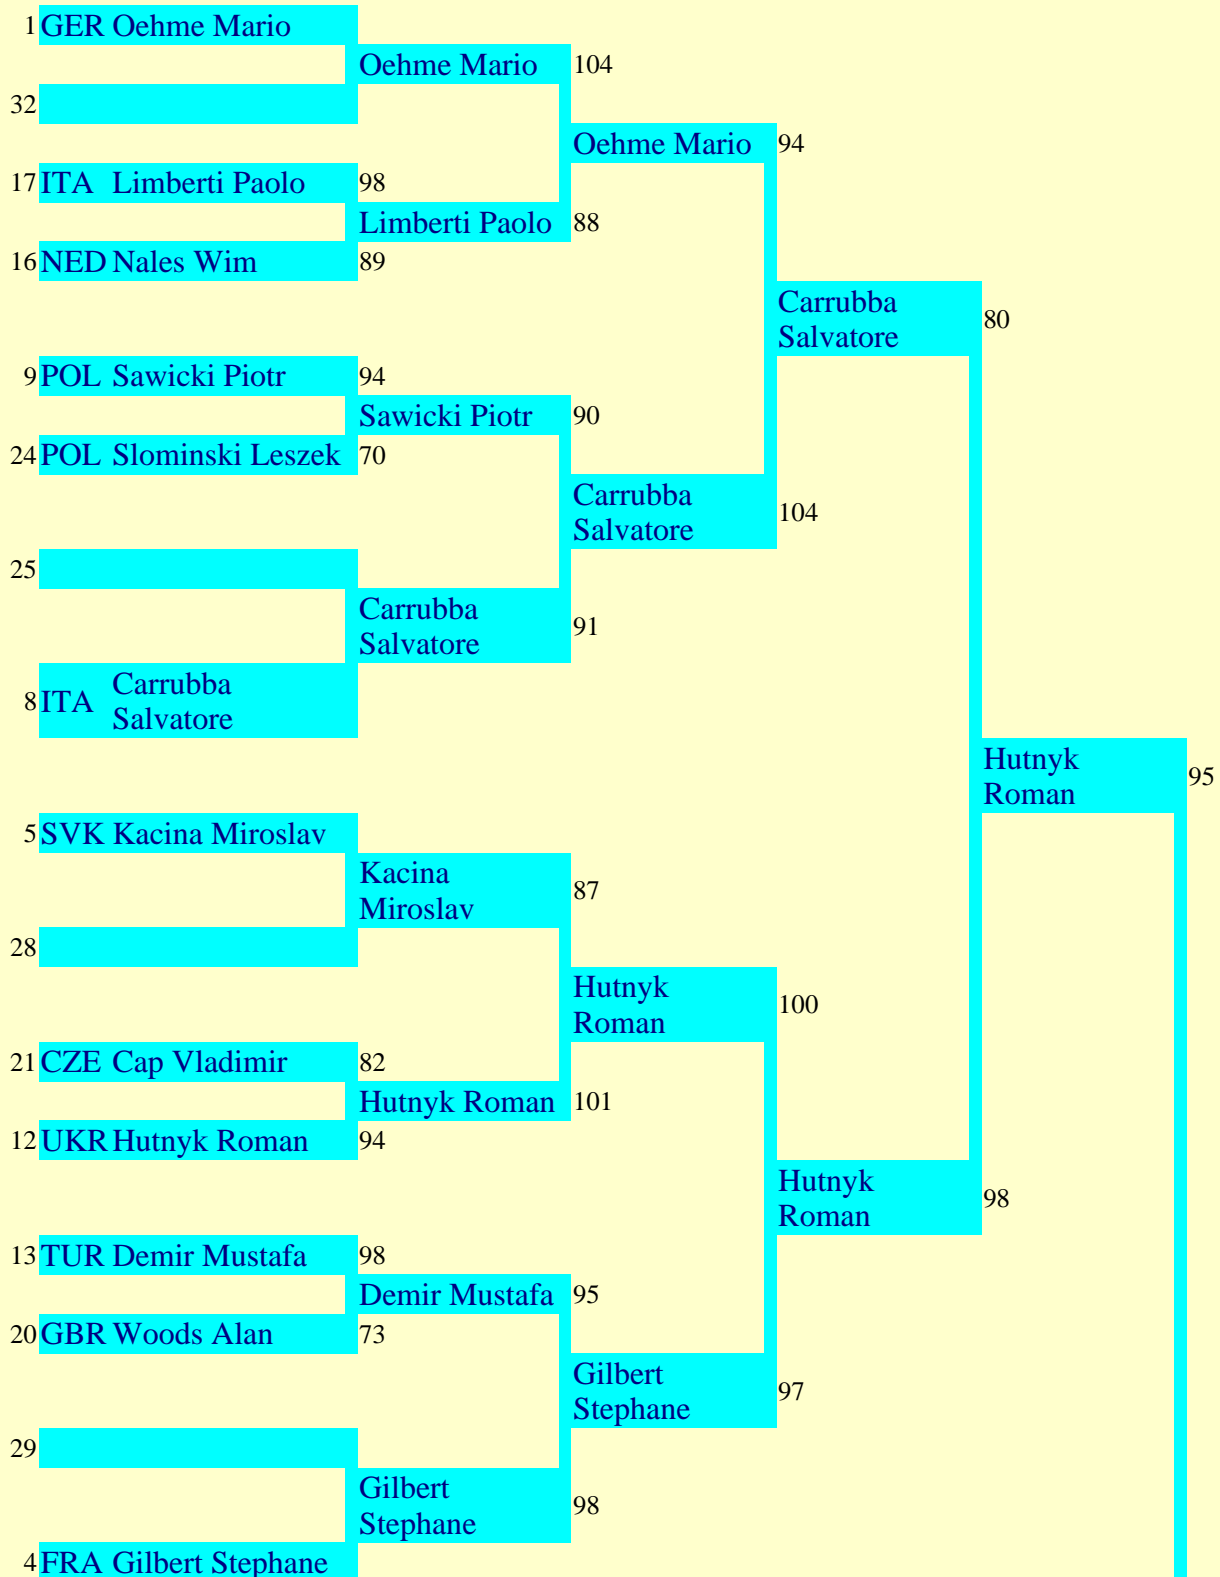 1 GER Oehme Mario
Oehme Mario 104
32
Oehme Mario 94
17 ITA Limberti Paolo 98
Limberti Paolo 88
16 NED Nales Wim 89
Carrubba
Salvatore 80
9 POL Sawicki Piotr 94
Sawicki Piotr 90
24 POL Slominski Leszek 70
Carrubba
Salvatore 104
25
Carrubba
Salvatore 91
8 ITA Carrubba
Salvatore
Hutnyk
Roman 95
5 SVK Kacina Miroslav
Kacina
Miroslav 87
28
Hutnyk
Roman 100
21 CZE Cap Vladimir 82
Hutnyk Roman 101
12 UKR Hutnyk Roman 94
Hutnyk
Roman 98
13 TUR Demir Mustafa 98
Demir Mustafa 95
20 GBR Woods Alan 73
Gilbert
Stephane 97
29
Gilbert
Stephane 98
4 FRA Gilbert Stephane